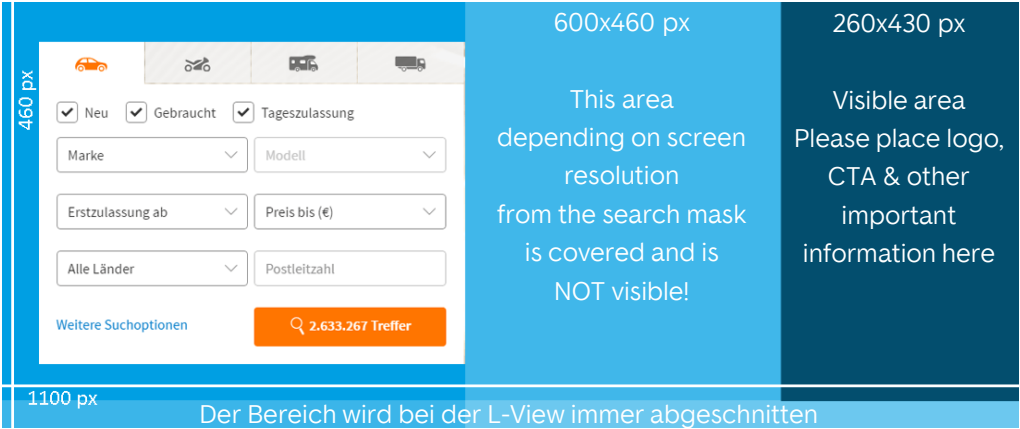 460 px
Neu Gebraucht Tageszulassung
Marke Modell
Erstzulassung ab Preis bis (€)
Alle Länder Postleitzahl
Weitere Suchoptionen 2.633.267 Treffer
600x460 px
This area
depending on screen
resolution
from the search mask
is covered and is
NOT visible!
260x430 px
Visible area
Please place logo,
CTA & other
important
information here
1100 px
Der Bereich wird bei der L-View immer abgeschnitten